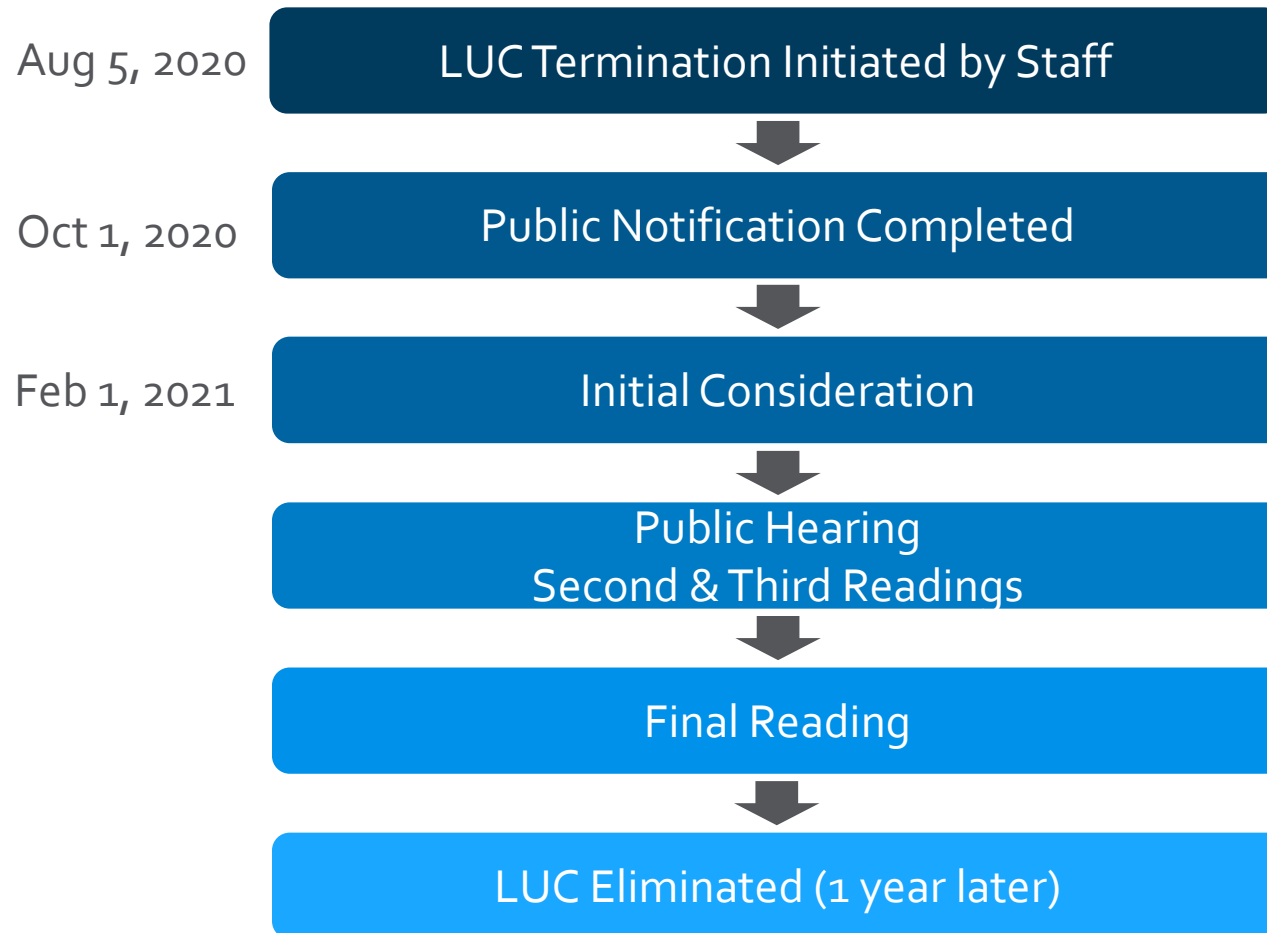 Aug 5, 2020
LUC Termination Initiated by Staff
Oct 1, 2020
Public Notification Completed
Feb 1, 2021
Initial Consideration
Public Hearing
Second & Third Readings
Final Reading
LUC Eliminated (1 year later)